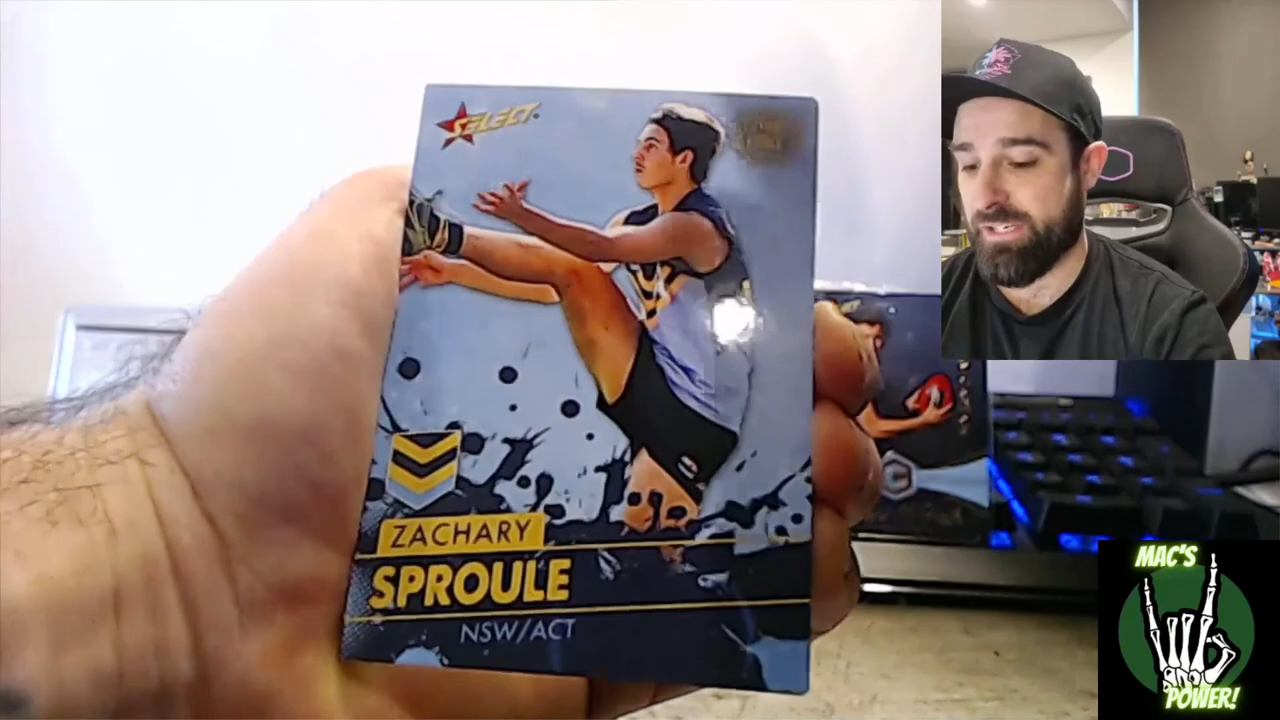 SELECT
ZACHARY
SPROULE
NSW/ACT
MAC'S
POWER!